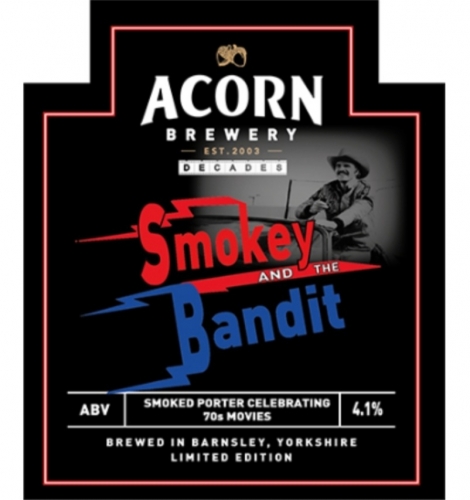 ACORN
BREWERY
EST. 2003
DECADES
Smokey
AND THE
Bandit
ABV
SMOKED PORTER CELEBRATING
70s MOVIES
4.1%
BREWED IN BARNSLEY, YORKSHIRE
LIMITED EDITION